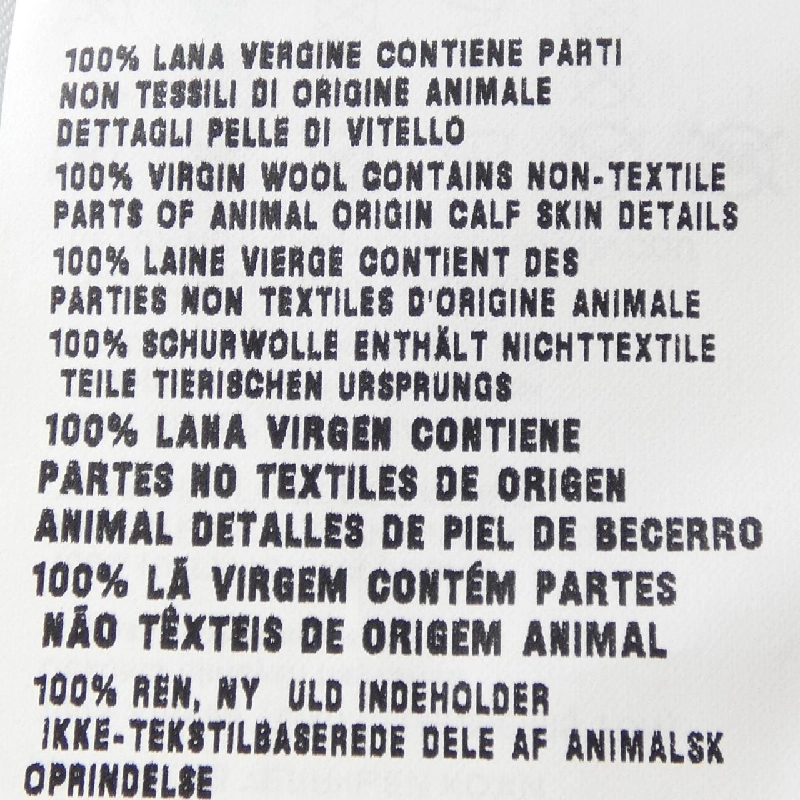 100% LANA VERGINE CONTIENE PARTI
NON TESSILI DI ORIGINE ANIMALE
DETTAGLI PELLE DI VITELLO
100% VIRGIN WOOL CONTAINS NON-TEXTILE
PARTS OF ANIMAL ORIGIN CALF SKIN DETAILS
100% LAINE VIERGE CONTIENT DES
PARTIES NON TEXTILES D'ORIGINE ANIMALE
100% SCHURWOLLE ENTHÄLT NICHTTEXTILE
TEILE TIERISCHEN URSPRUNGS
100% LANA VIRGEN CONTIENE
PARTES NO TEXTILES DE ORIGEN
ANIMAL DETALLES DE PIEL DE BECERRO
100% LÃ VIRGEM CONTÉM PARTES
NÃO TÊXTEIS DE ORIGEM ANIMAL
100% REN, NY ULD INDEHOLDER
IKKE-TEKSTILBASEREDE DELE AF ANIMALSK
OPRINDELSE